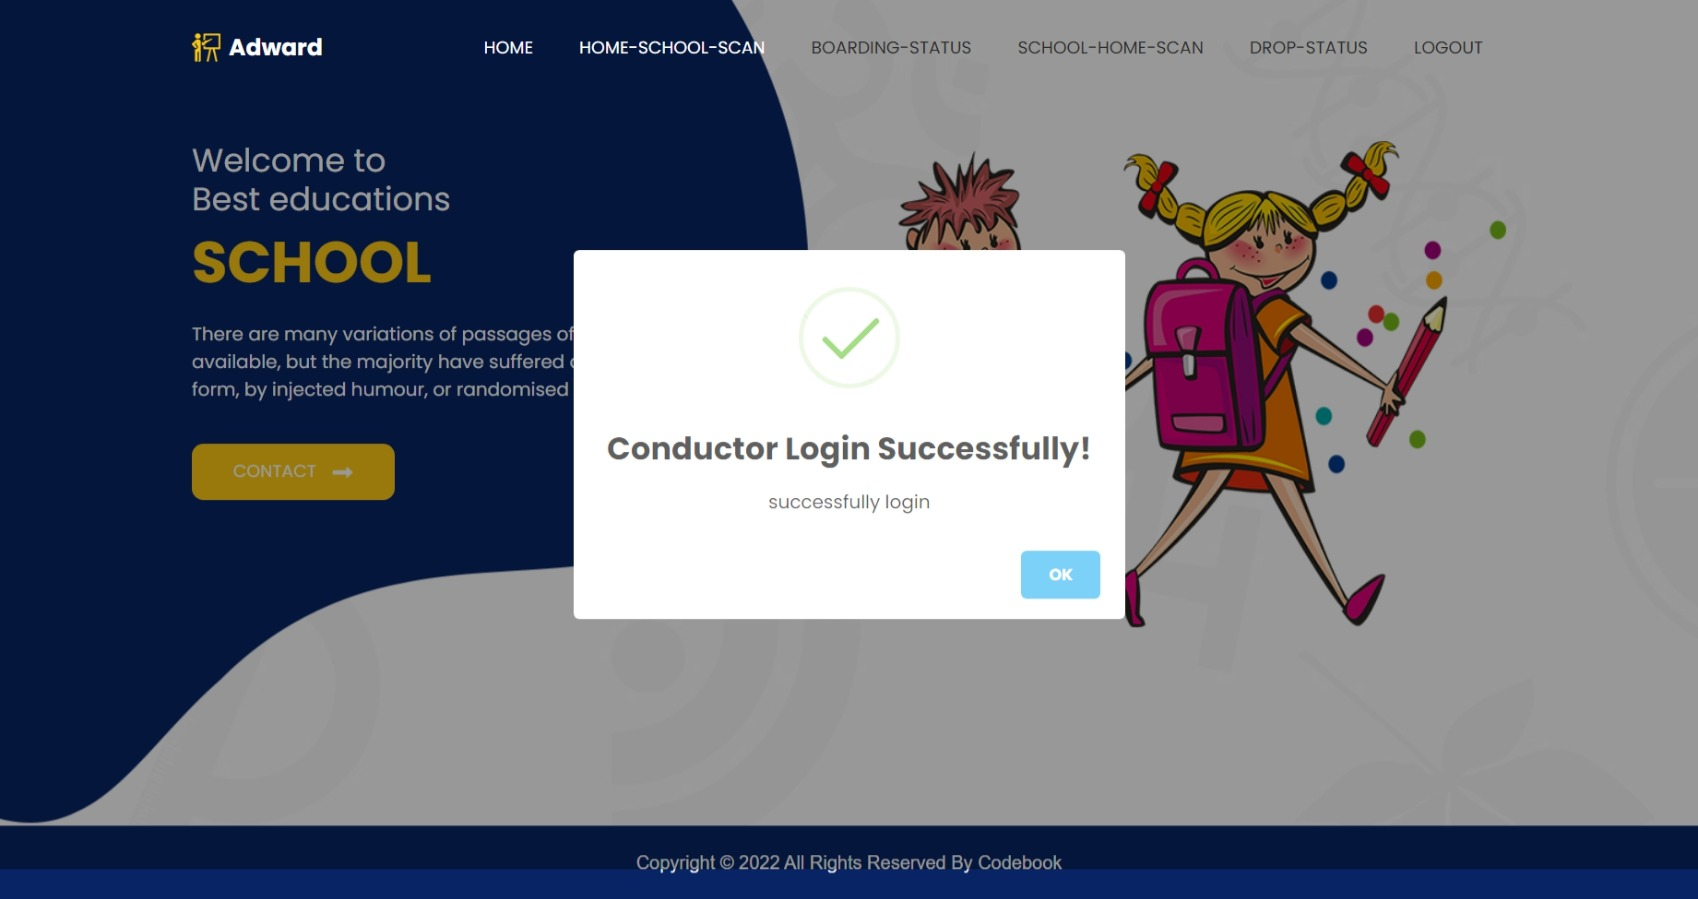 Adward
HOME HOME-SCHOOL-SCAN BOARDING-STATUS SCHOOL-HOME-SCAN DROP-STATUS LOGOUT
Welcome to
Best educations
SCHOOL
There are many variations of passages of
available, but the majority have suffered
form, by injected humour, or randomised
CONTACT
Conductor Login Successfully!
successfully login
OK
Copyright © 2022 All Rights Reserved By Codebook